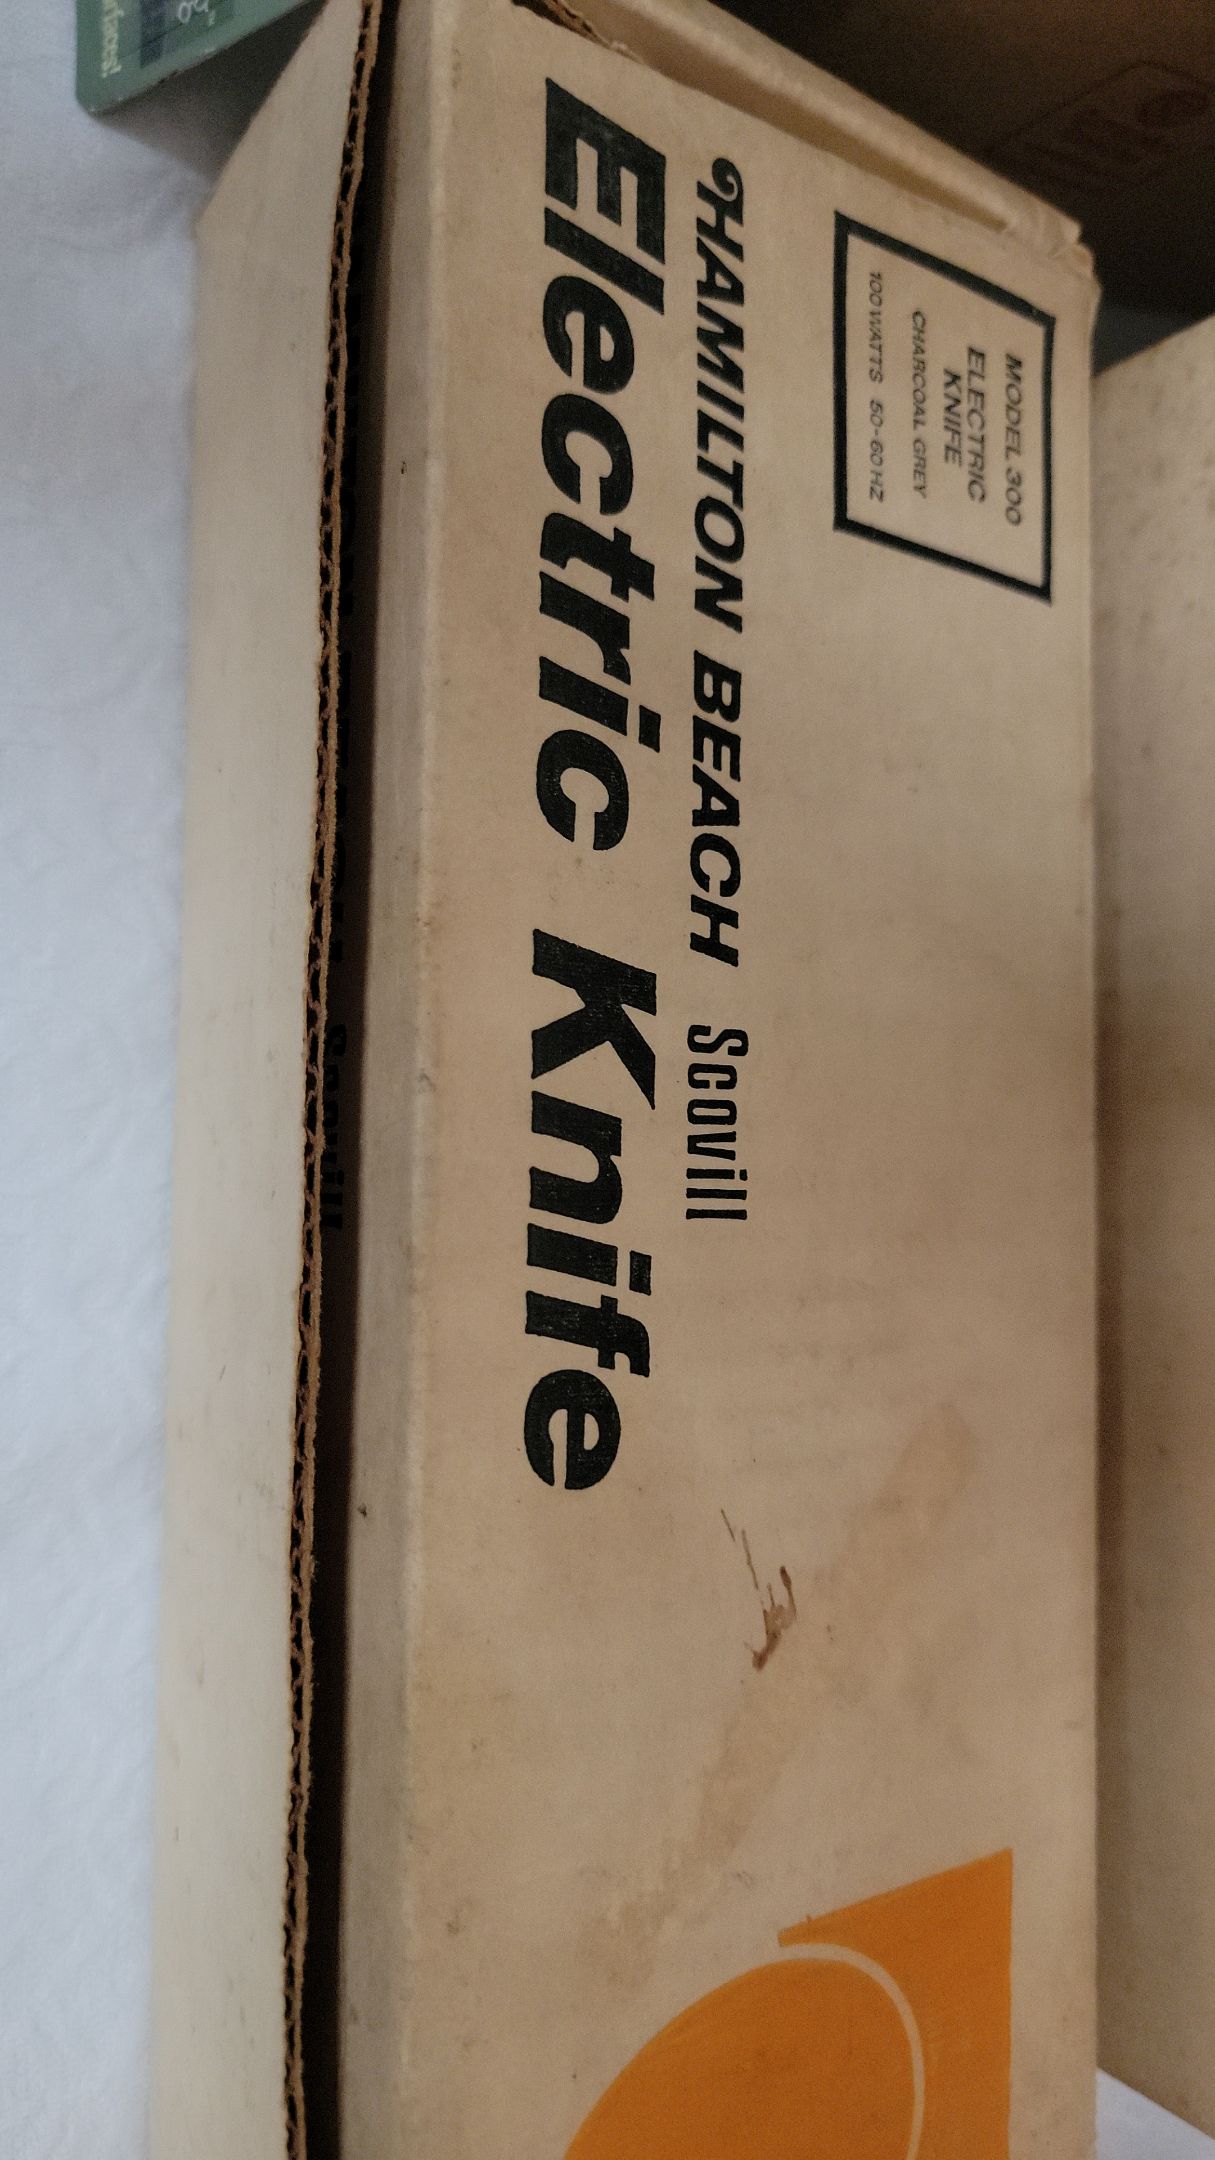 MODEL 300
ELECTRIC
KNIFE
CHARCOAL GREY
100 WATTS 50-60 HZ
HAMILTON BEACH Scovill
Electric Knife